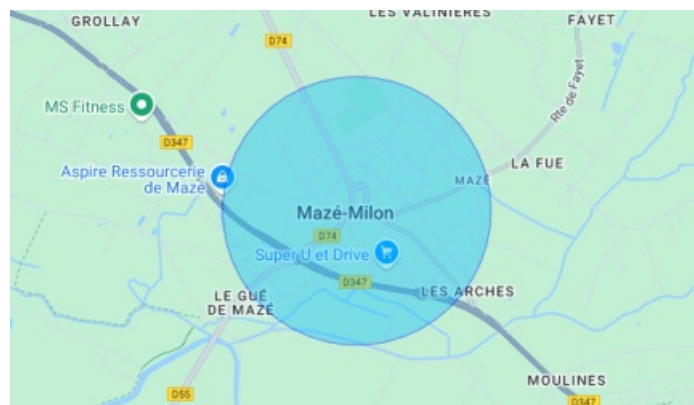 GROLLAY
LES VALINIÈRES
FAYET
D74
MS Fitness
Rte de Fayet
D347
Aspire Ressourcerie
de Mazé
LA FUE
MAZÉ
Mazé-Milon
D74
Super U et Drive
D347
LE GUÉ
DE MAZÉ
LES ARCHES
MOULINES
D55
D347